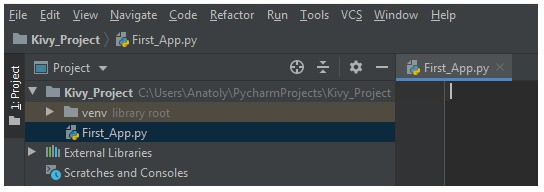 File Edit View Navigate Code Refactor Run Tools VCS Window Help
Kivy_Project First_App.py
1: Project
Project
First_App.py
Kivy_Project C:\Users\Anatoly\PycharmProjects\Kivy_Project
venv library root
First_App.py
External Libraries
Scratches and Consoles